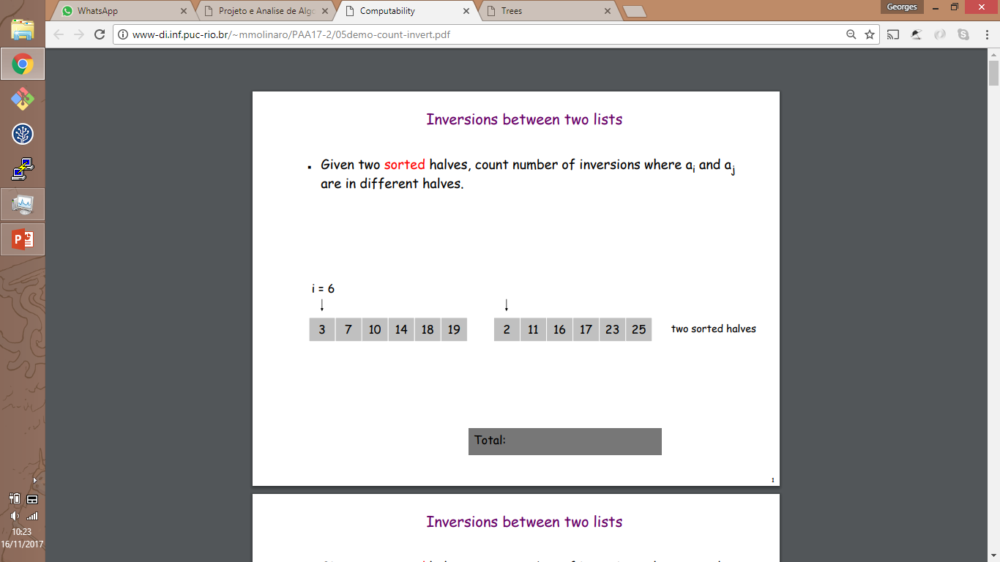 WhatsApp
Projeto e Analise de Algo
Computability
Trees
Georges
www-di.inf.puc-rio.br/~mmolinaro/PAA17-2/05demo-count-invert.pdf
Inversions between two lists
▪ Given two sorted halves, count number of inversions where ai and aj
are in different halves.
i = 6
3 7 10 14 18 19 2 11 16 17 23 25 two sorted halves
Total:
1
Inversions between two lists
10:23
16/11/2017